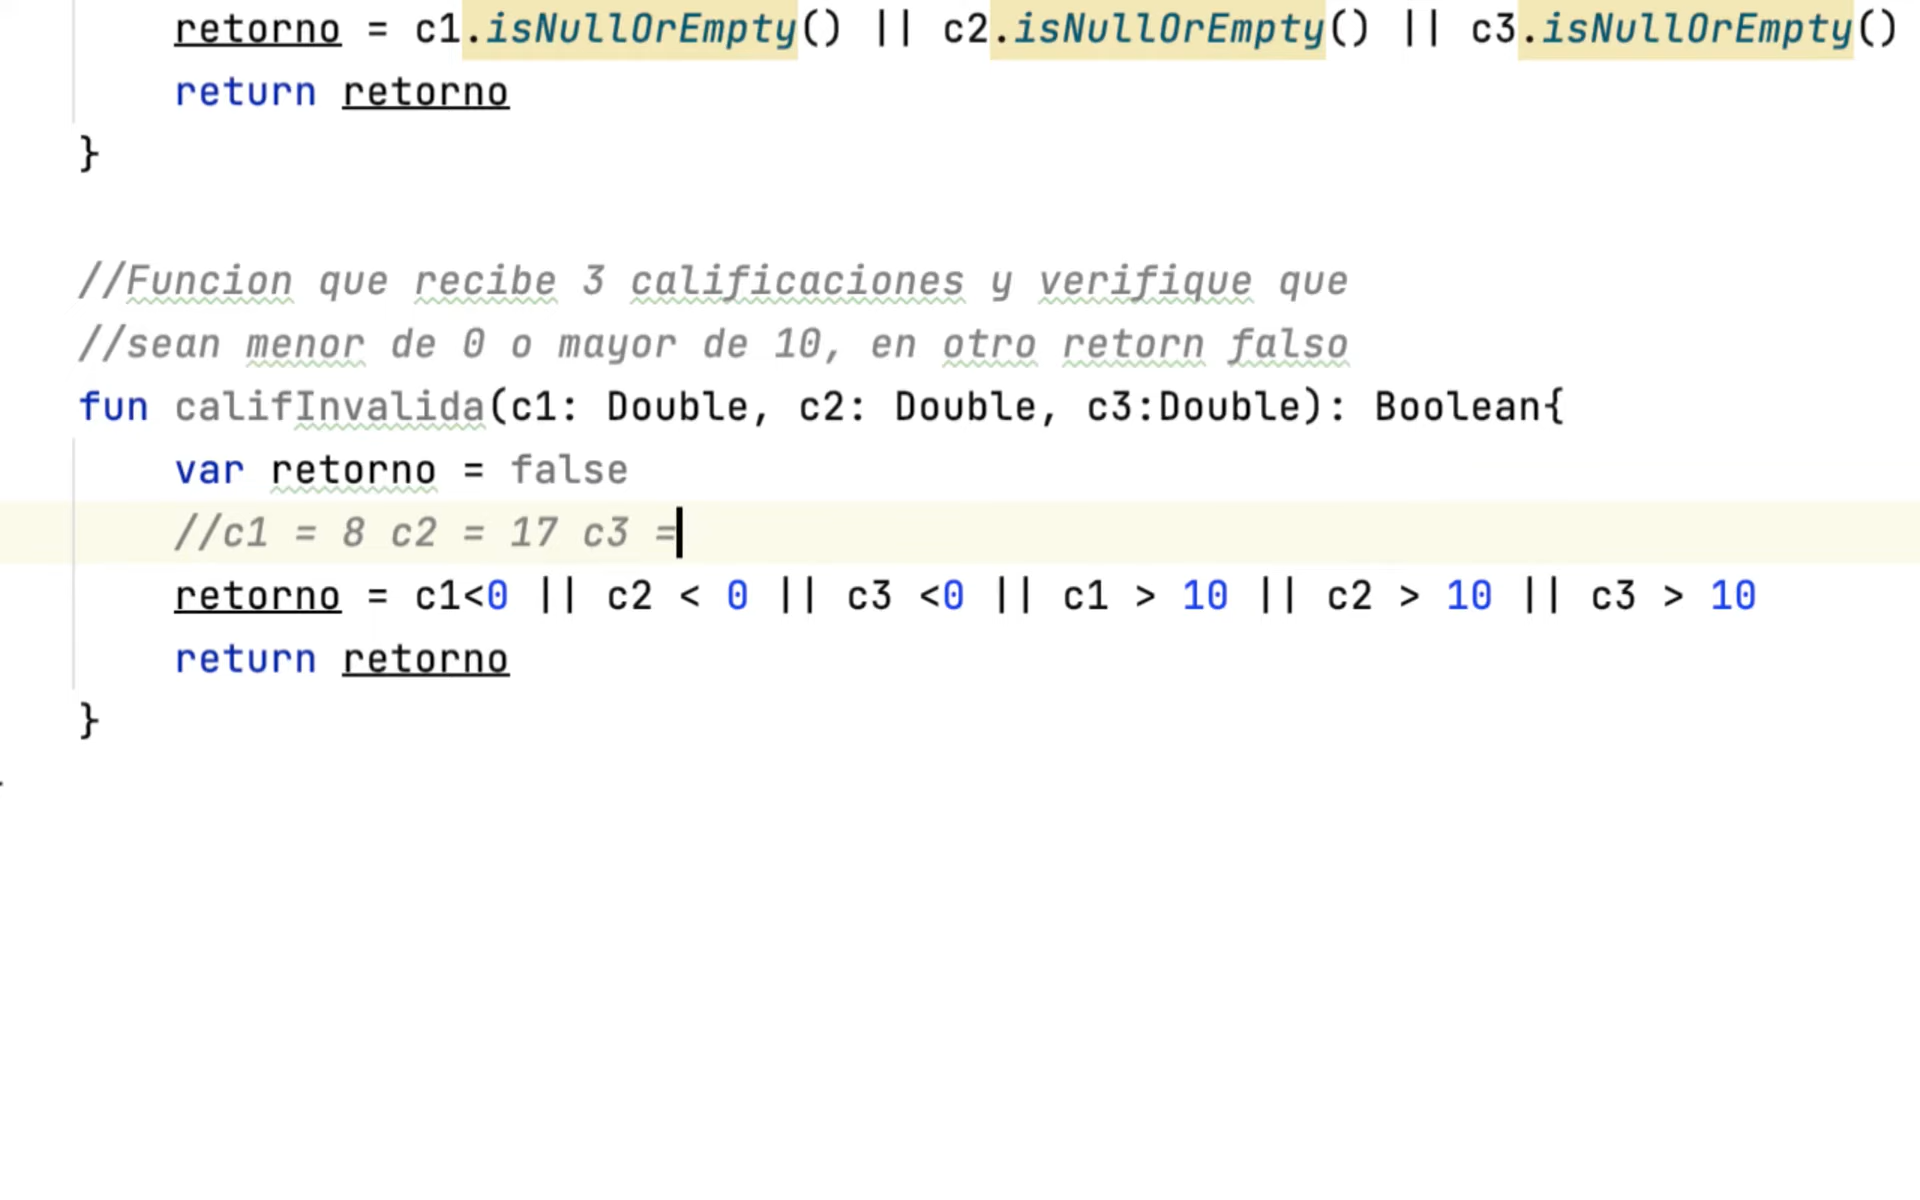 retorno = c1.isNullOrEmpty() || c2.isNullOrEmpty() || c3.isNullOrEmpty()
return retorno
}
//Funcion que recibe 3 calificaciones y verifique que
//sean menor de 0 o mayor de 10, en otro retorn falso
fun califInvalida(c1: Double, c2: Double, c3:Double): Boolean{
var retorno = false
//c1 = 8 c2 = 17 c3 =
retorno = c1<0 || c2 < 0 || c3 <0 || c1 > 10 || c2 > 10 || c3 > 10
return retorno
}